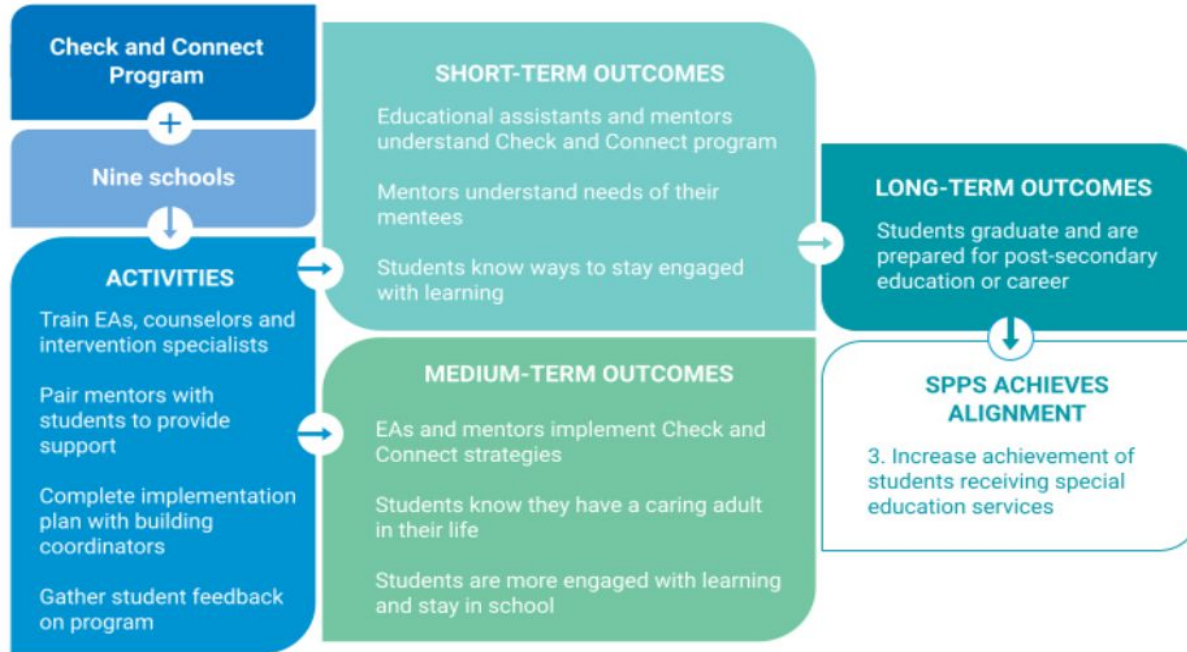 Check and Connect
Program
+
Nine schools
ACTIVITIES
Train EAs, counselors and
intervention specialists
Pair mentors with
students to provide
support
Complete implementation
plan with building
coordinators
Gather student feedback
on program
SHORT-TERM OUTCOMES
Educational assistants and mentors
understand Check and Connect program
Mentors understand needs of their
mentees
Students know ways to stay engaged
with learning
MEDIUM-TERM OUTCOMES
EAs and mentors implement Check and
Connect strategies
Students know they have a caring adult
in their life
Students are more engaged with learning
and stay in school
LONG-TERM OUTCOMES
Students graduate and are
prepared for post-secondary
education or career
SPPS ACHIEVES
ALIGNMENT
3. Increase achievement of
students receiving special
education services